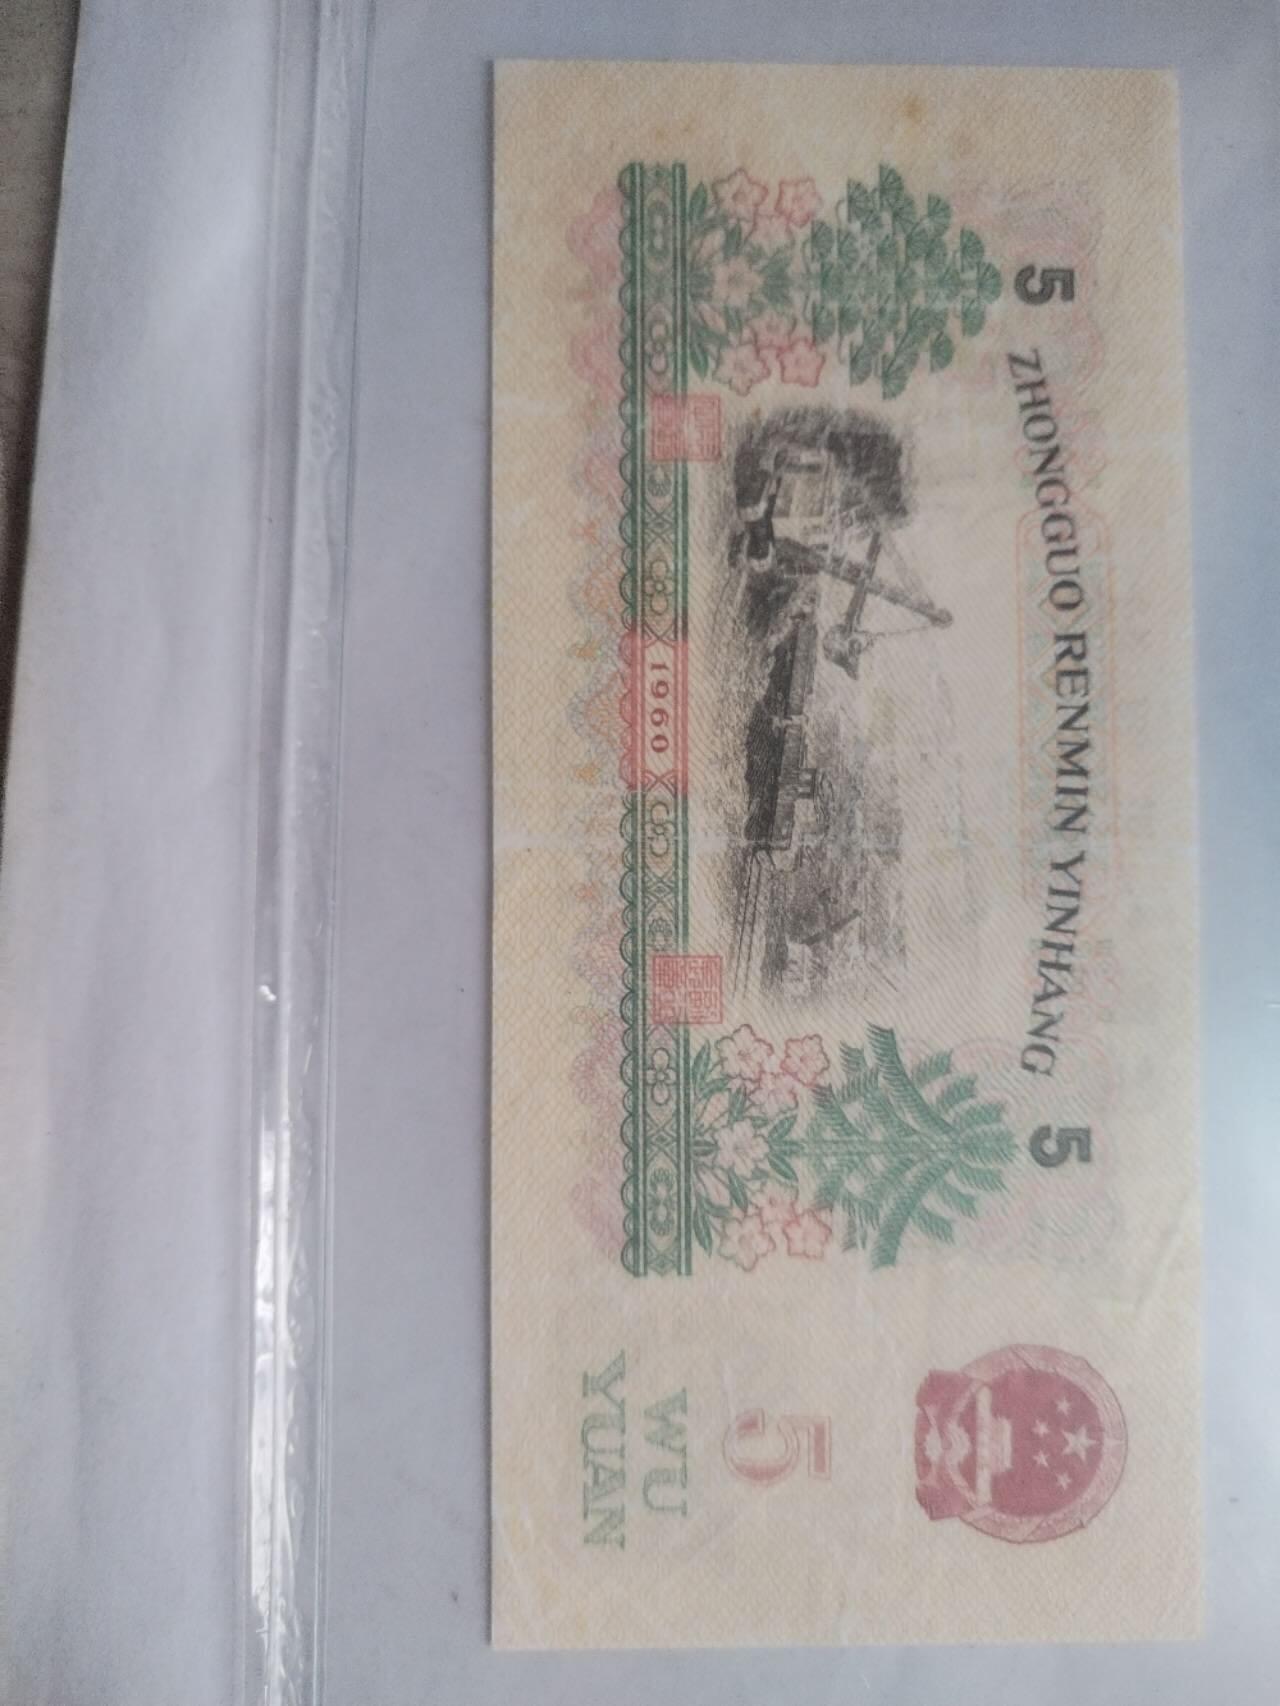 5 ZHONGGUO RENMIN YINHANG 5
1960
5
WU
YUAN